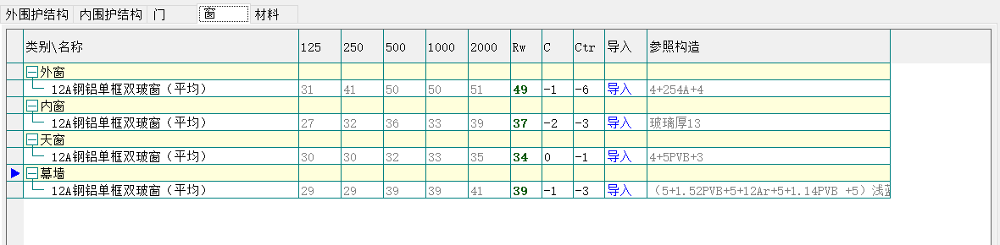 外围护结构 内围护结构 门 窗 材料
类别\名称 125 250 500 1000 2000 Rw C Ctr 导入 参照构造
外窗
12A钢铝单框双玻窗（平均） 31 41 50 50 51 49 -1 -6 导入 4+254A+4
内窗
12A钢铝单框双玻窗（平均） 27 32 36 33 39 37 -2 -3 导入 玻璃厚13
天窗
12A钢铝单框双玻窗（平均） 30 30 32 33 35 34 0 -1 导入 4+5PVB+3
幕墙
12A钢铝单框双玻窗（平均） 29 29 39 39 41 39 -1 -3 导入 （5+1.52PVB+5+12Ar+5+1.14PVB +5）浅蓝